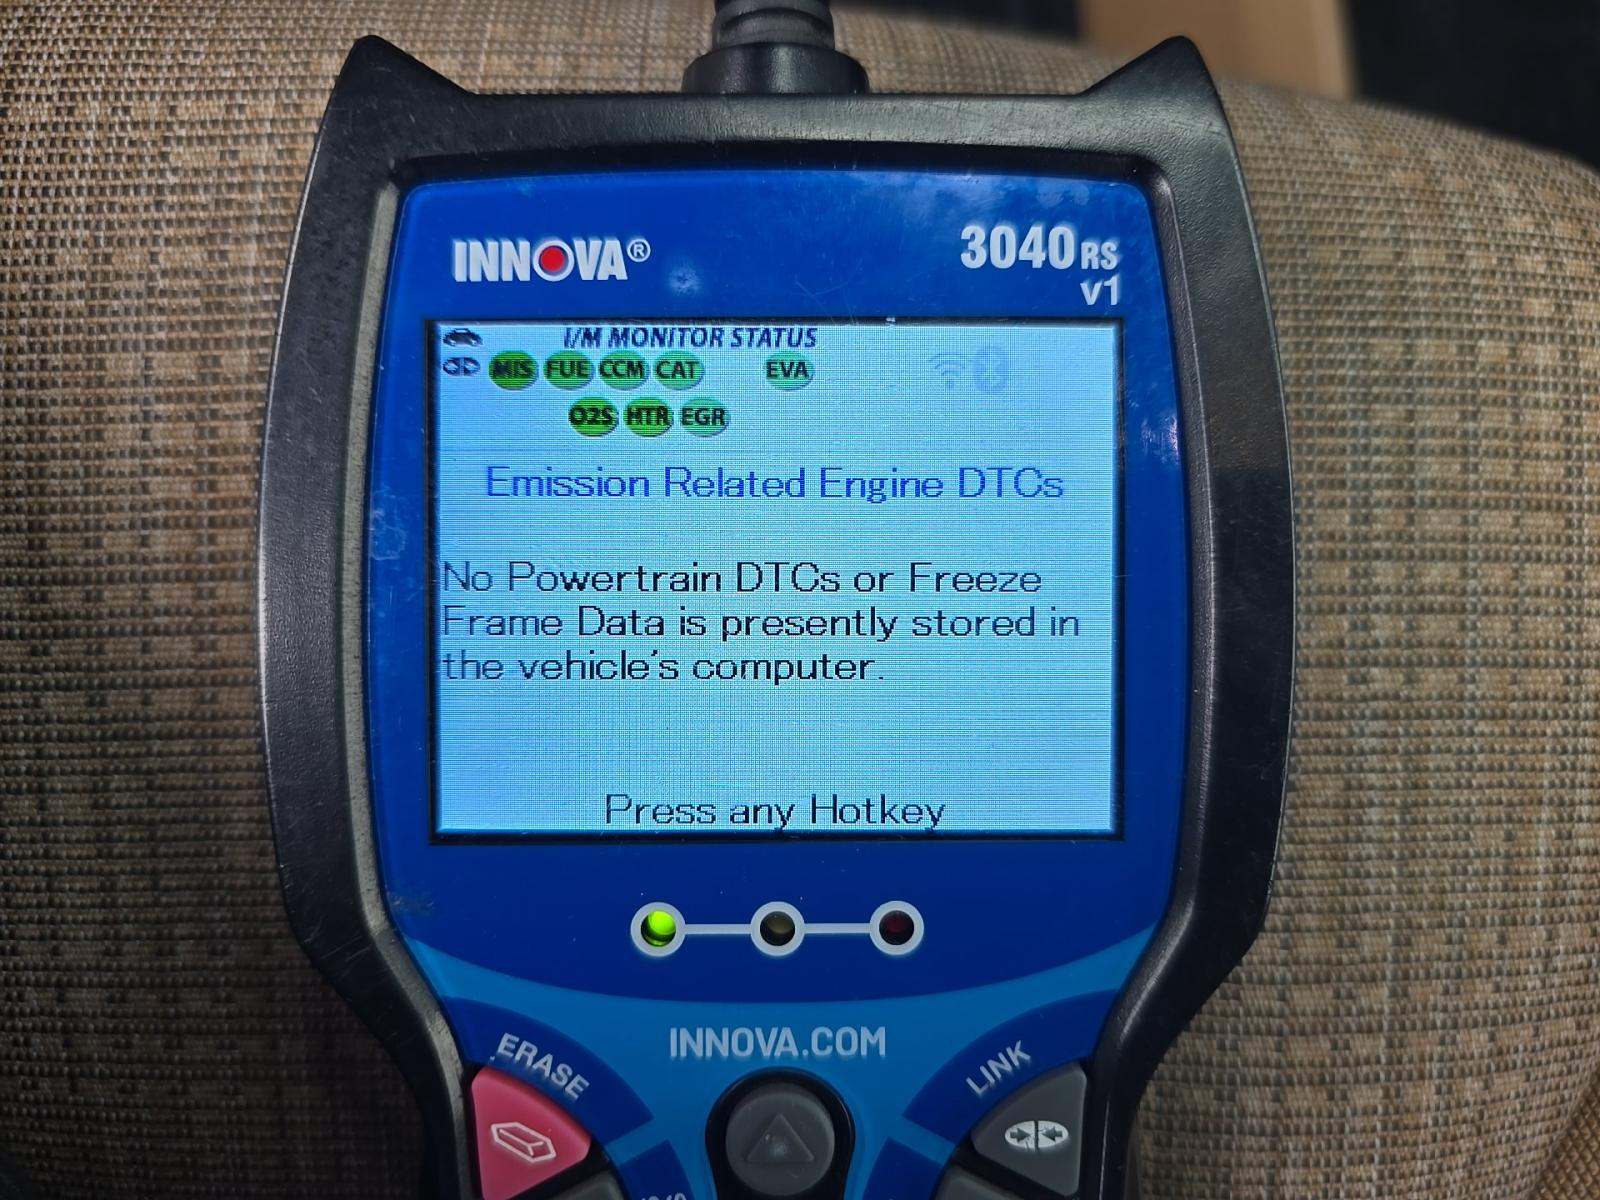 INNOVA®
3040RS
v1
I/M MONITOR STATUS
MIS FUE CCM CAT EVA
O2S HTR EGR
Emission Related Engine DTCs
No Powertrain DTCs or Freeze
Frame Data is presently stored in
the vehicle's computer.
Press any Hotkey
INNOVA.COM
ERASE
LINK